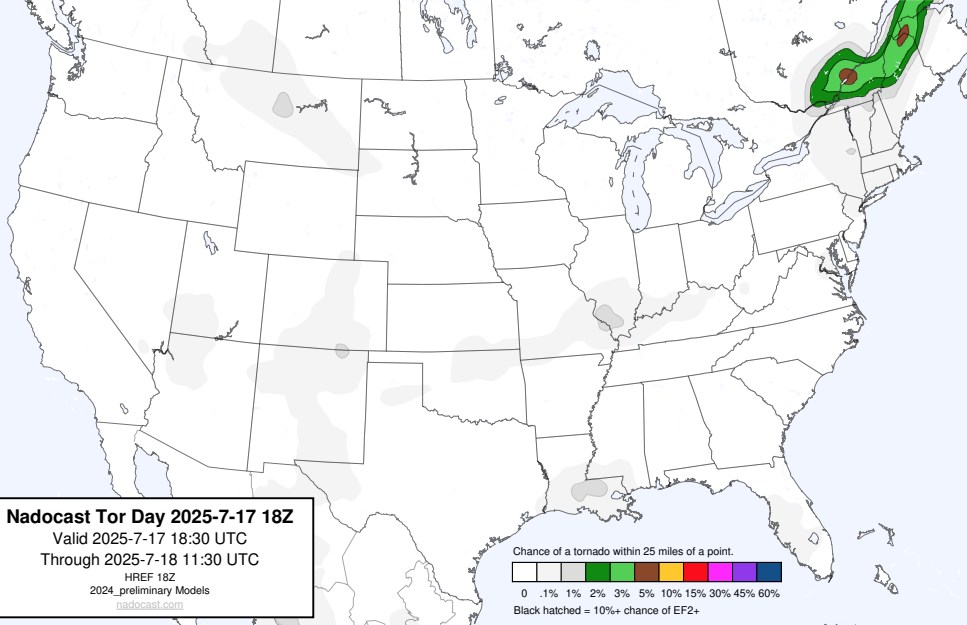 Nadocast Tor Day 2025-7-17 18Z
Valid 2025-7-17 18:30 UTC
Through 2025-7-18 11:30 UTC
HREF 18Z
2024_preliminary Models
nadocast.com
Chance of a tornado within 25 miles of a point.
0 .1% 1% 2% 3% 5% 10% 15% 30% 45% 60%
Black hatched = 10%+ chance of EF2+